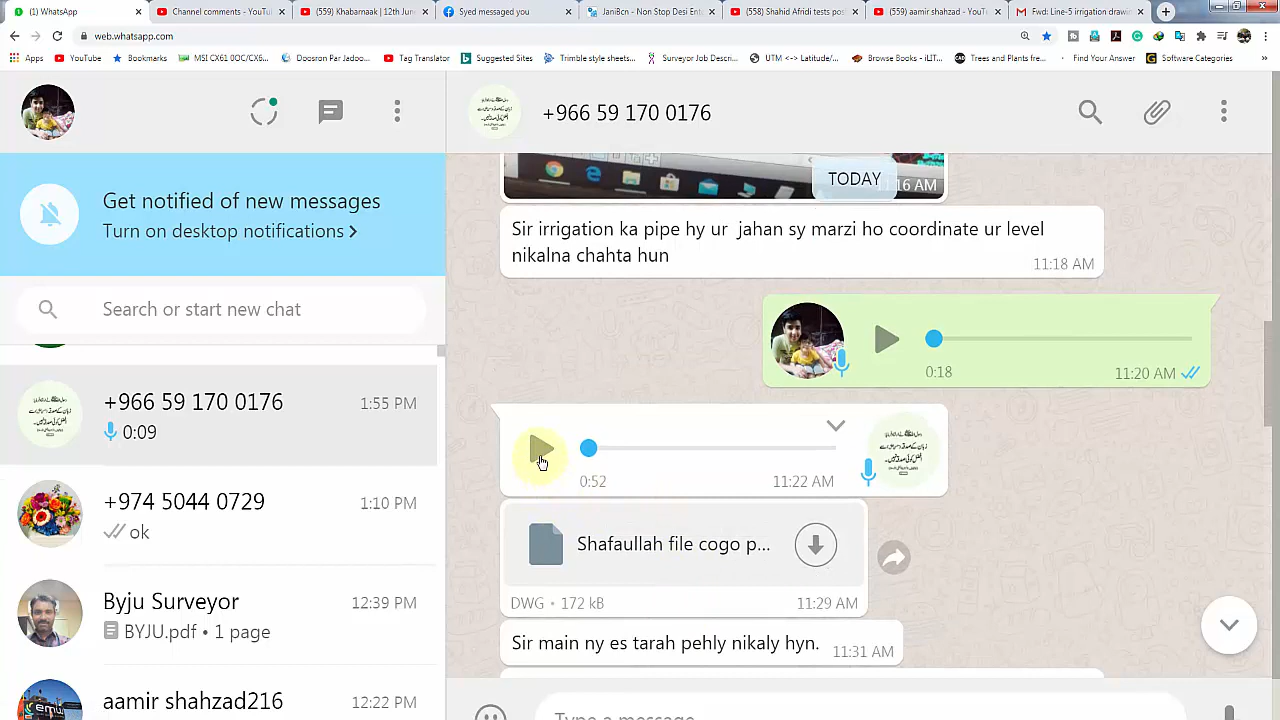 (1) WhatsApp
Channel comments - YouTu
(559) Khabarnaak | 12th Jun
Syed messaged you
JaniBcn - Non Stop Desi Ent
(558) Shahid Afridi tests pos
(559) aamir shahzad - YouTu
Fwd: Line-5 irrigation drawin
web.whatsapp.com
Apps
YouTube
Bookmarks
MSI CX61 0OC/CX6...
Doosron Par Jadoo...
Tag Translator
Suggested Sites
Trimble style sheets...
Surveyor Job Descri...
UTM <-> Latitude/...
Browse Books - iLIT...
Trees and Plants fre...
Find Your Answer
Software Categories
+966 59 170 0176
Get notified of new messages
Turn on desktop notifications >
Search or start new chat
+966 59 170 0176
1:55 PM
0:09
+974 5044 0729
1:10 PM
ok
Byju Surveyor
12:39 PM
BYJU.pdf • 1 page
aamir shahzad216
12:22 PM
TODAY
11:16 AM
Sir irrigation ka pipe hy ur jahan sy marzi ho coordinate ur level
nikalna chahta hun
11:18 AM
0:18
11:20 AM
0:52
11:22 AM
Shafaullah file cogo p...
DWG • 172 kB
11:29 AM
Sir main ny es tarah pehly nikaly hyn.
11:31 AM
Type a message